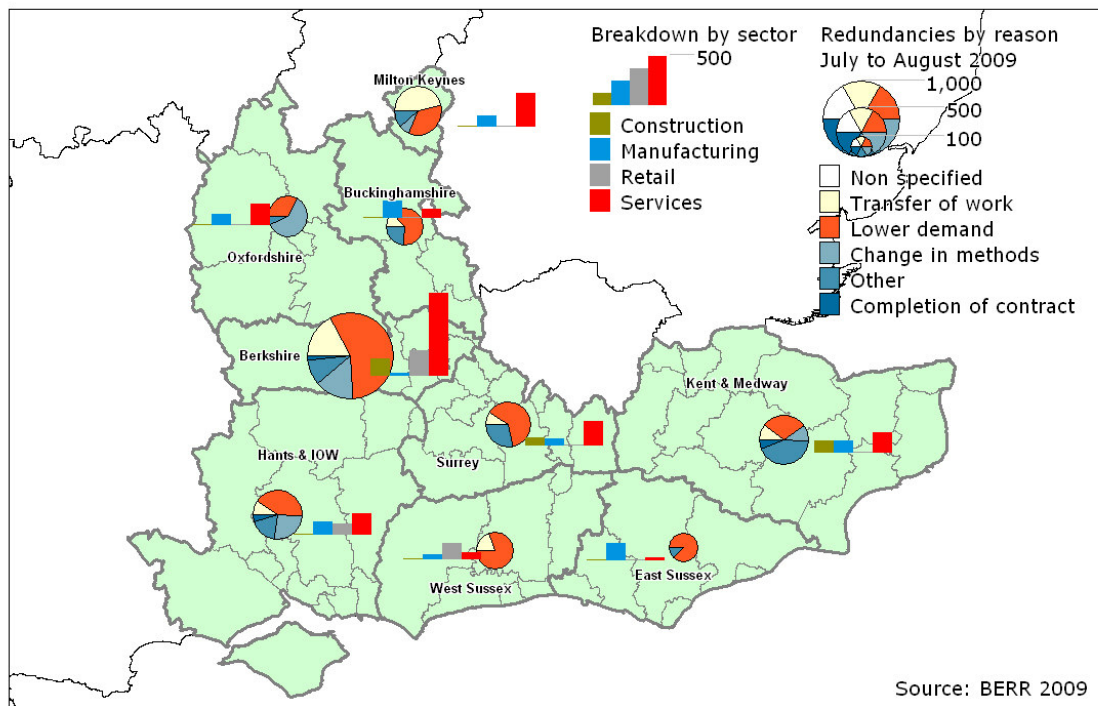 Breakdown by sector
500
Construction
Manufacturing
Retail
Services
Redundancies by reason
July to August 2009
1,000
500
100
Non specified
Transfer of work
Lower demand
Change in methods
Other
Completion of contract
Milton Keynes
Buckinghamshire
Oxfordshire
Berkshire
Kent & Medway
Hants & IOW
Surrey
West Sussex
East Sussex
Source: BERR 2009